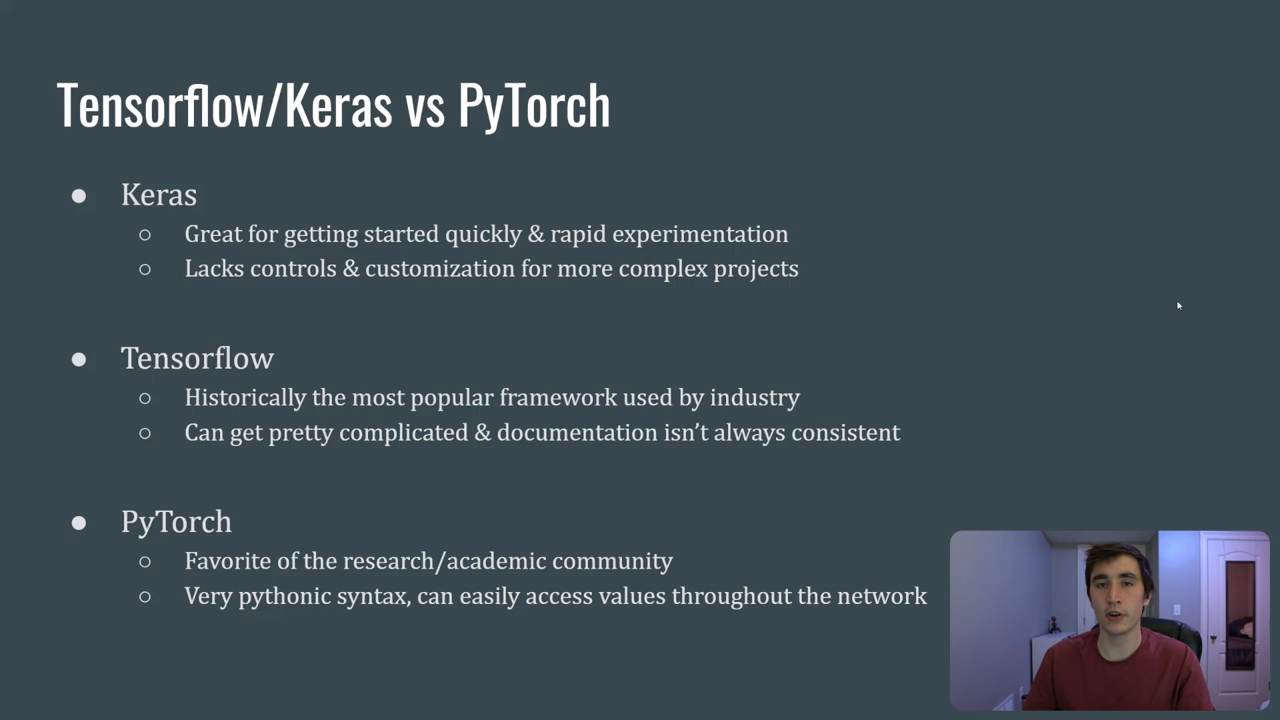 Tensorflow/Keras vs PyTorch
● Keras
○ Great for getting started quickly & rapid experimentation
○ Lacks controls & customization for more complex projects
● Tensorflow
○ Historically the most popular framework used by industry
○ Can get pretty complicated & documentation isn’t always consistent
● PyTorch
○ Favorite of the research/academic community
○ Very pythonic syntax, can easily access values throughout the network